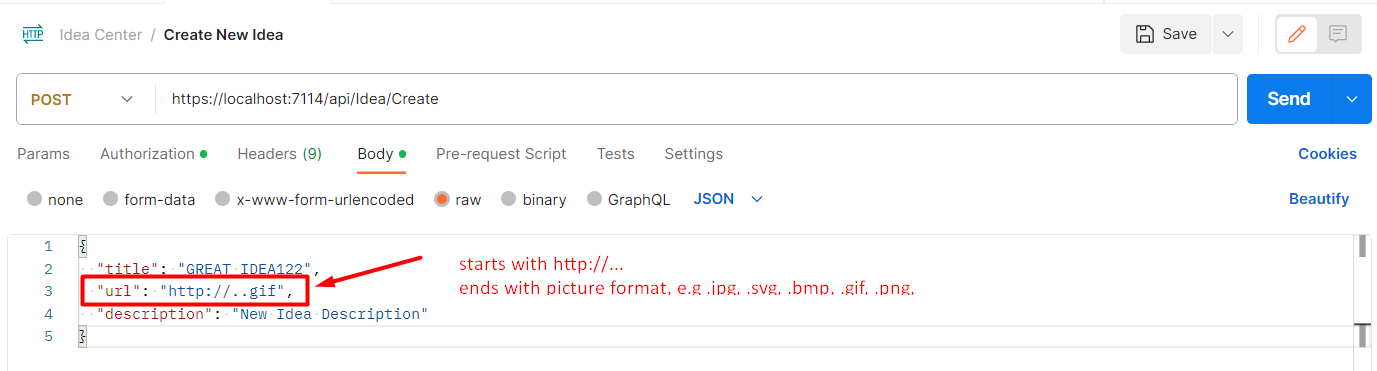 HTTP Idea Center / Create New Idea Save
POST https://localhost:7114/api/Idea/Create Send
Params Authorization Headers (9) Body Pre-request Script Tests Settings Cookies
none form-data x-www-form-urlencoded raw binary GraphQL JSON Beautify
1 {
2 "title": "GREAT IDEA122", starts with http://...
3 "url": "http://..gif", ends with picture format, e.g .jpg, .svg, .bmp, .gif, .png,
4 "description": "New Idea Description"
5 }